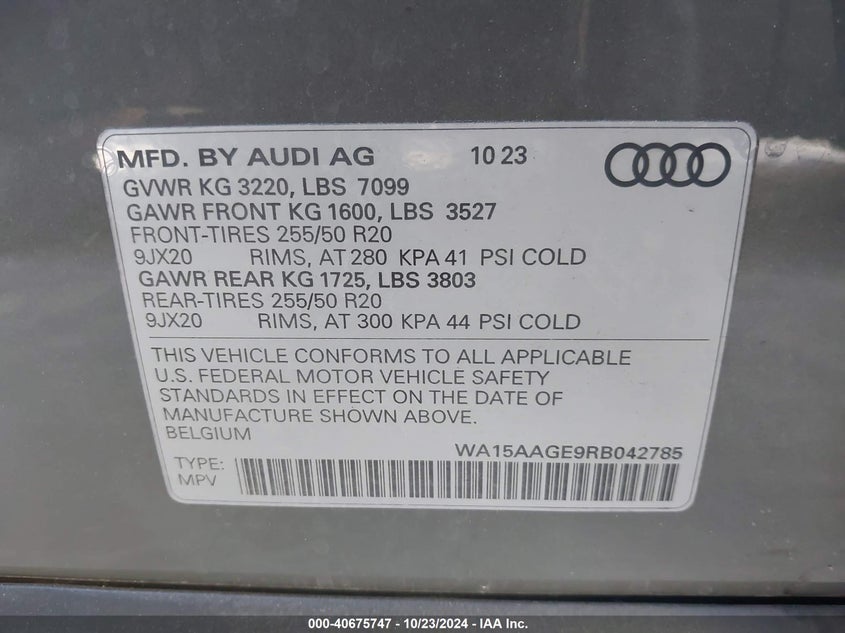 MFD. BY AUDI AG 10 23
GVWR KG 3220, LBS 7099
GAWR FRONT KG 1600, LBS 3527
FRONT-TIRES 255/50 R20
9JX20 RIMS, AT 280 KPA 41 PSI COLD
GAWR REAR KG 1725, LBS 3803
REAR-TIRES 255/50 R20
9JX20 RIMS, AT 300 KPA 44 PSI COLD
THIS VEHICLE CONFORMS TO ALL APPLICABLE
U.S. FEDERAL MOTOR VEHICLE SAFETY
STANDARDS IN EFFECT ON THE DATE OF
MANUFACTURE SHOWN ABOVE.
BELGIUM
WA15AAGE9RB042785
TYPE:
MPV
000-40675747 - 10/23/2024 - IAA Inc.